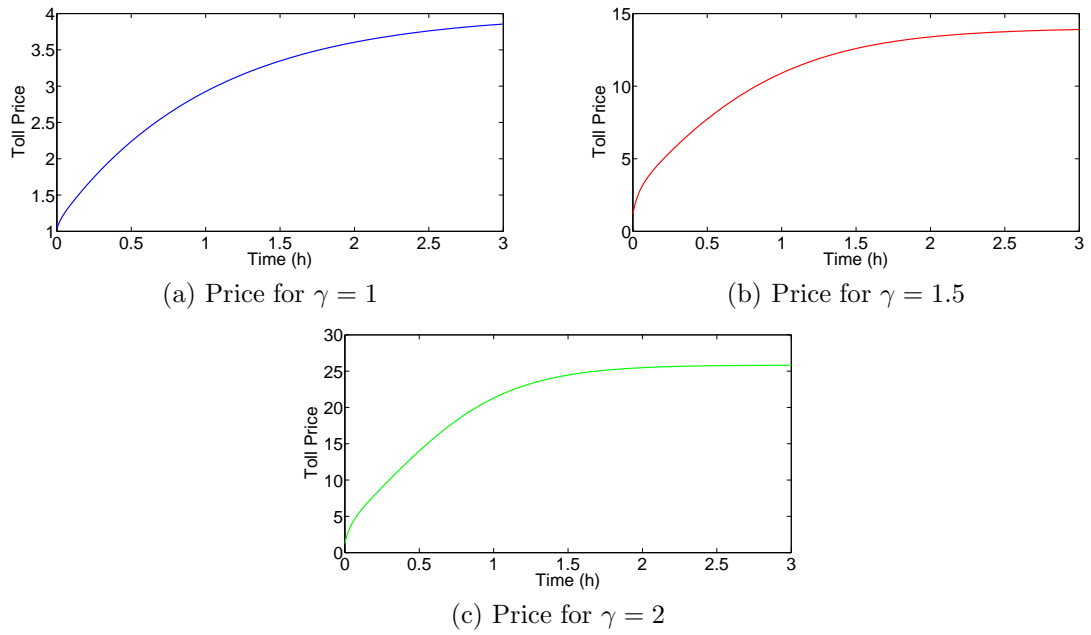 4
3.5
3
2.5
2
1.5
1
Toll Price
0 0.5 1 1.5 2 2.5 3
Time (h)
(a) Price for γ = 1
15
10
5
0
Toll Price
0 0.5 1 1.5 2 2.5 3
Time (h)
(b) Price for γ = 1.5
30
25
20
15
10
5
0
Toll Price
0 0.5 1 1.5 2 2.5 3
Time (h)
(c) Price for γ = 2